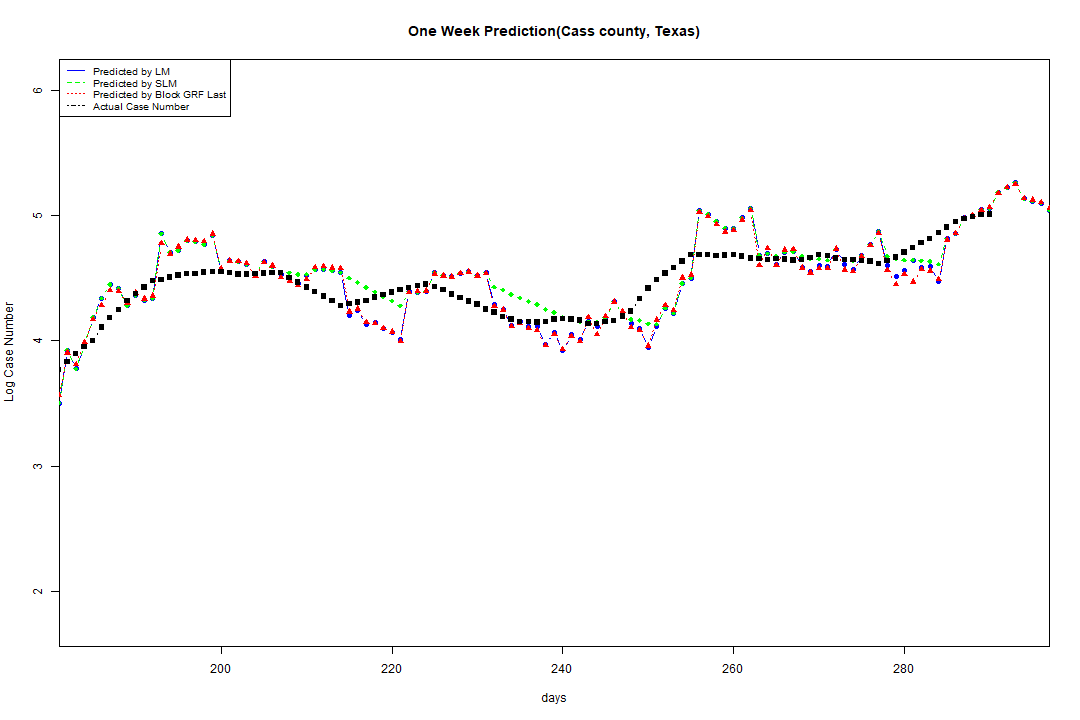 One Week Prediction(Cass county, Texas)
Predicted by LM
Predicted by SLM
Predicted by Block GRF Last
Actual Case Number
6
5
4
3
2
Log Case Number
200 220 240 260 280
days